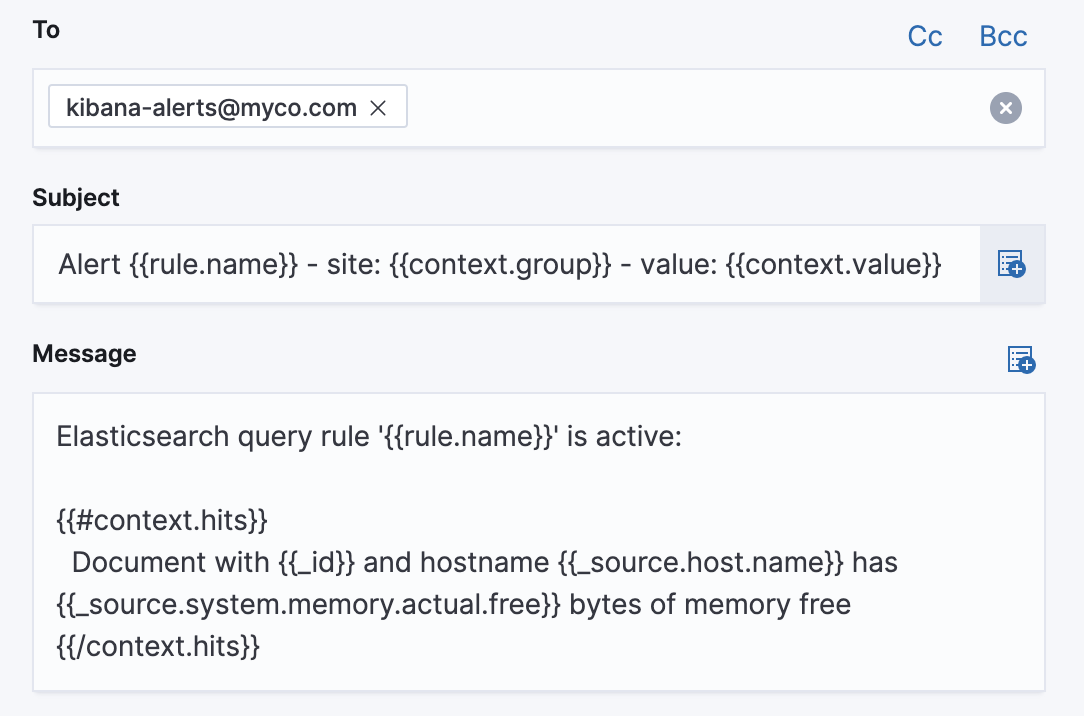 To
Cc Bcc
kibana-alerts@myco.com
Subject
Alert {{rule.name}} - site: {{context.group}} - value: {{context.value}}
Message
Elasticsearch query rule '{{rule.name}}' is active:
{{#context.hits}}
Document with {{_id}} and hostname {{_source.host.name}} has
{{_source.system.memory.actual.free}} bytes of memory free
{{/context.hits}}